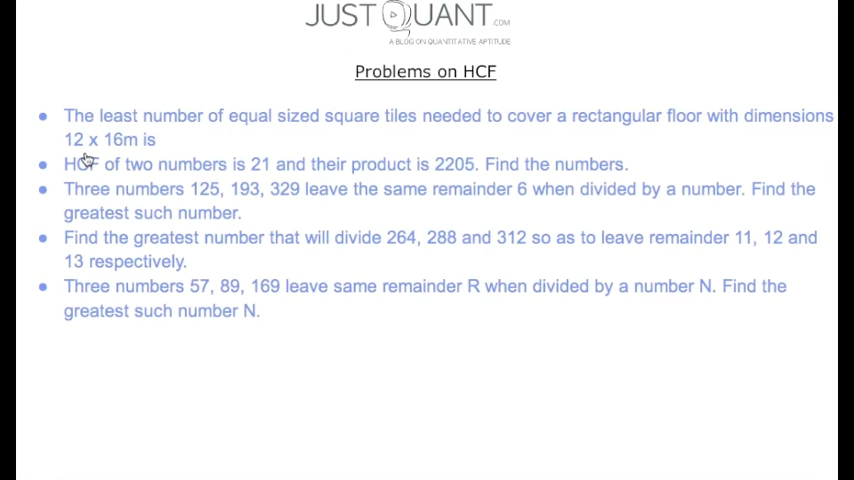 JUSTQUANT.COM
A BLOG ON QUANTITATIVE APTITUDE
Problems on HCF
• The least number of equal sized square tiles needed to cover a rectangular floor with dimensions
12 x 16m is
• HCF of two numbers is 21 and their product is 2205. Find the numbers.
• Three numbers 125, 193, 329 leave the same remainder 6 when divided by a number. Find the
greatest such number.
• Find the greatest number that will divide 264, 288 and 312 so as to leave remainder 11, 12 and
13 respectively.
• Three numbers 57, 89, 169 leave same remainder R when divided by a number N. Find the
greatest such number N.